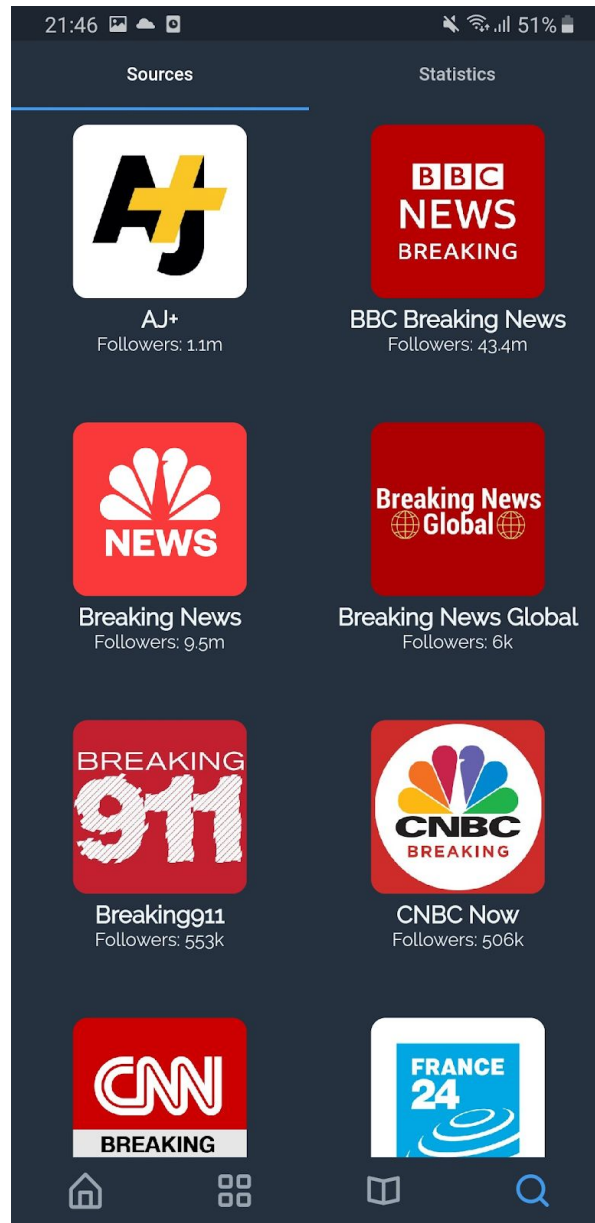 21:46 51%
Sources Statistics
AJ+
BBC
NEWS
BREAKING
AJ+ BBC Breaking News
Followers: 1.1m Followers: 43.4m
NEWS
Breaking News
Global
Breaking News Breaking News Global
Followers: 9.5m Followers: 6k
BREAKING
911
CNBC
BREAKING
Breaking911 CNBC Now
Followers: 553k Followers: 506k
CNN
BREAKING
FRANCE
24